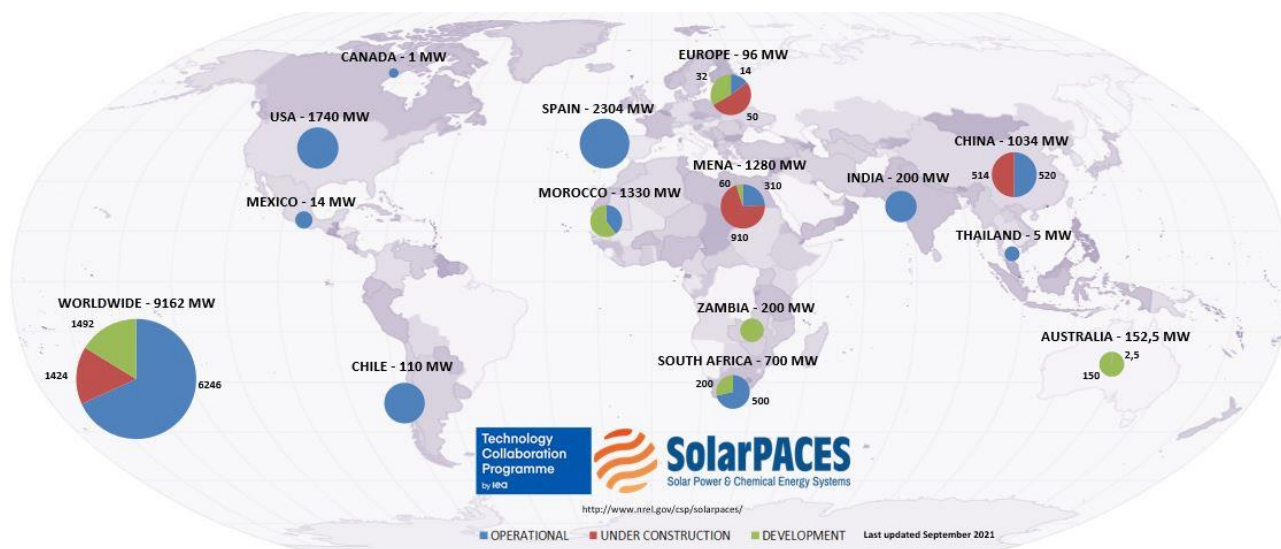 CANADA - 1 MW
EUROPE - 96 MW
32
14
50
USA - 1740 MW
SPAIN - 2304 MW
CHINA - 1034 MW
514
520
MENA - 1280 MW
60
310
910
INDIA - 200 MW
MOROCCO - 1330 MW
MEXICO - 14 MW
THAILAND - 5 MW
WORLDWIDE - 9162 MW
1492
1424
6246
ZAMBIA - 200 MW
AUSTRALIA - 152,5 MW
2,5
150
CHILE - 110 MW
SOUTH AFRICA - 700 MW
200
500
Technology
Collaboration
Programme
by iea
SolarPACES
Solar Power & Chemical Energy Systems
http://www.nrel.gov/csp/solarpaces/
OPERATIONAL UNDER CONSTRUCTION DEVELOPMENT Last updated September 2021